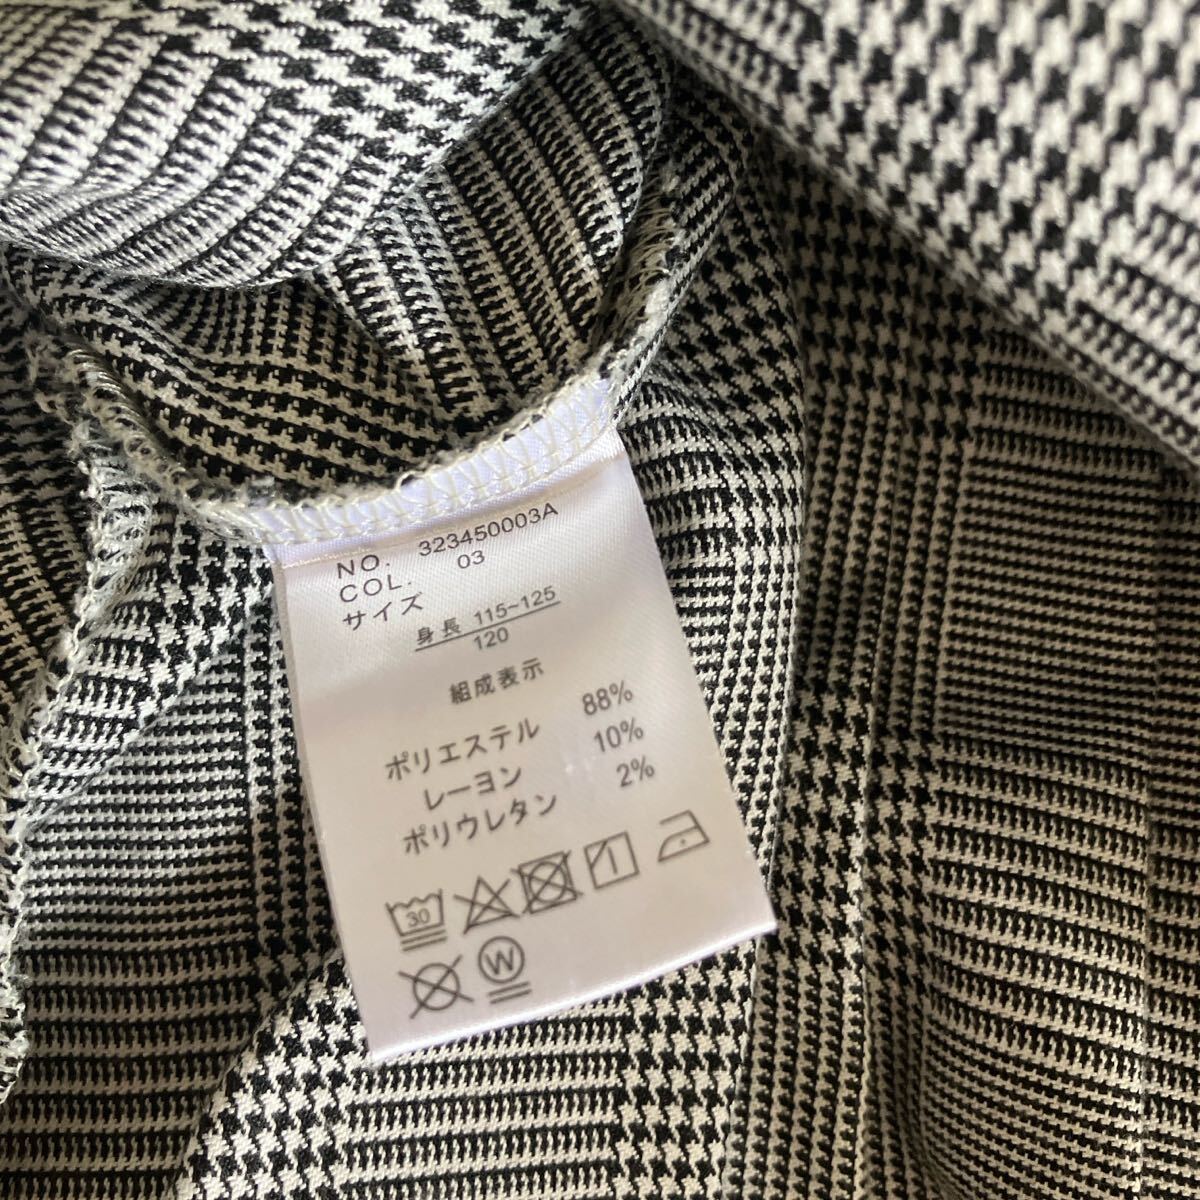 NO. 323450003A
COL. 03
サイズ
身長 115~125
120
組成表示
ポリエステル 88%
レーヨン 10%
ポリウレタン 2%
30
W